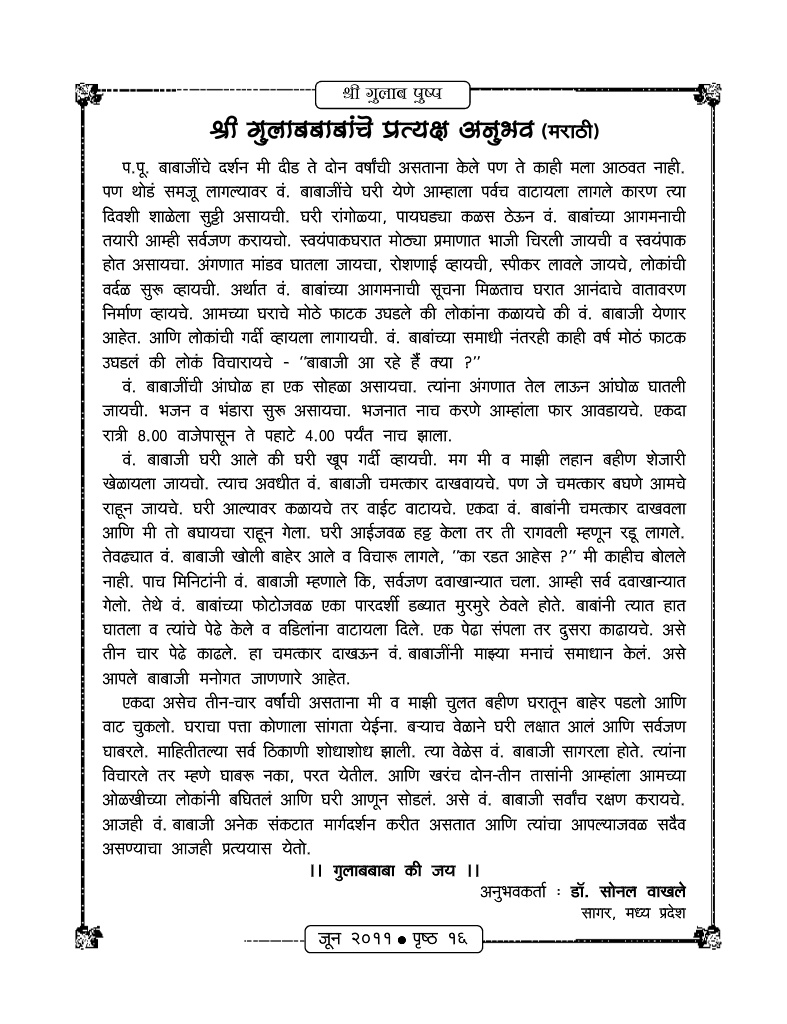 श्री गुलाब पुष्प
श्री गुलाबबाबांचे प्रत्यक्ष अनुभव (मराठी)
प.पू. बाबाजींचे दर्शन मी दीड ते दोन वर्षांची असताना केले पण ते काही मला आठवत नाही.
पण थोडं समजू लागल्यावर वं. बाबाजींचे घरी येणे आम्हाला पर्वच वाटायला लागले कारण त्या
दिवशी शाळेला सुट्टी असायची. घरी रांगोळ्या, पायघड्या कळस ठेऊन वं. बाबांच्या आगमनाची
तयारी आम्ही सर्वजण करायचो. स्वयंपाकघरात मोठ्या प्रमाणात भाजी चिरली जायची व स्वयंपाक
होत असायचा. अंगणात मांडव घातला जायचा, रोशणाई व्हायची, स्पीकर लावले जायचे, लोकांची
वर्दळ सुरू व्हायची. अर्थात वं. बाबांच्या आगमनाची सूचना मिळताच घरात आनंदाचे वातावरण
निर्माण व्हायचे. आमच्या घराचे मोठे फाटक उघडले की लोकांना कळायचे की वं. बाबाजी येणार
आहेत. आणि लोकांची गर्दी व्हायला लागायची. वं. बाबांच्या समाधी नंतरही काही वर्ष मोठं फाटक
उघडलं की लोकं विचारायचे - "बाबाजी आ रहे हैं क्या ?"
वं. बाबाजींची आंघोळ हा एक सोहळा असायचा. त्यांना अंगणात तेल लाऊन आंघोळ घातली
जायची. भजन व भंडारा सुरू असायचा. भजनात नाच करणे आम्हांला फार आवडायचे. एकदा
रात्री 8.00 वाजेपासून ते पहाटे 4.00 पर्यंत नाच झाला.
वं. बाबाजी घरी आले की घरी खूप गर्दी व्हायची. मग मी व माझी लहान बहीण शेजारी
खेळायला जायचो. त्याच अवधीत वं. बाबाजी चमत्कार दाखवायचे. पण जे चमत्कार बघणे आमचे
राहून जायचे. घरी आल्यावर कळायचे तर वाईट वाटायचे. एकदा वं. बाबांनी चमत्कार दाखवला
आणि मी तो बघायचा राहून गेला. घरी आईजवळ हट्ट केला तर ती रागवली म्हणून रडू लागले.
तेवढ्यात वं. बाबाजी खोली बाहेर आले व विचारू लागले, "का रडत आहेस ?" मी काहीच बोलले
नाही. पाच मिनिटांनी वं. बाबाजी म्हणाले कि, सर्वजण दवाखान्यात चला. आम्ही सर्व दवाखान्यात
गेलो. तेथे वं. बाबांच्या फोटोजवळ एका पारदर्शी डब्यात मुरमुरे ठेवले होते. बाबांनी त्यात हात
घातला व त्यांचे पेढे केले व वडिलांना वाटायला दिले. एक पेढा संपला तर दुसरा काढायचे. असे
तीन चार पेढे काढले. हा चमत्कार दाखऊन वं. बाबाजींनी माझ्या मनाचं समाधान केलं. असे
आपले बाबाजी मनोगत जाणणारे आहेत.
एकदा असेच तीन-चार वर्षांची असताना मी व माझी चुलत बहीण घरातून बाहेर पडलो आणि
वाट चुकलो. घराचा पत्ता कोणाला सांगता येईना. बऱ्याच वेळाने घरी लक्षात आलं आणि सर्वजण
घाबरले. माहितीतल्या सर्व ठिकाणी शोधाशोध झाली. त्या वेळेस वं. बाबाजी सागरला होते. त्यांना
विचारले तर म्हणे घाबरू नका, परत येतील. आणि खरंच दोन-तीन तासांनी आम्हांला आमच्या
ओळखीच्या लोकांनी बघितलं आणि घरी आणून सोडलं. असे वं. बाबाजी सर्वांच रक्षण करायचे.
आजही वं. बाबाजी अनेक संकटात मार्गदर्शन करीत असतात आणि त्यांचा आपल्याजवळ सदैव
असण्याचा आजही प्रत्ययास येतो.
।। गुलाबबाबा की जय ।।
अनुभवकर्ता : डॉ. सोनल वाखले
सागर, मध्य प्रदेश
जून २०११ ● पृष्ठ १६